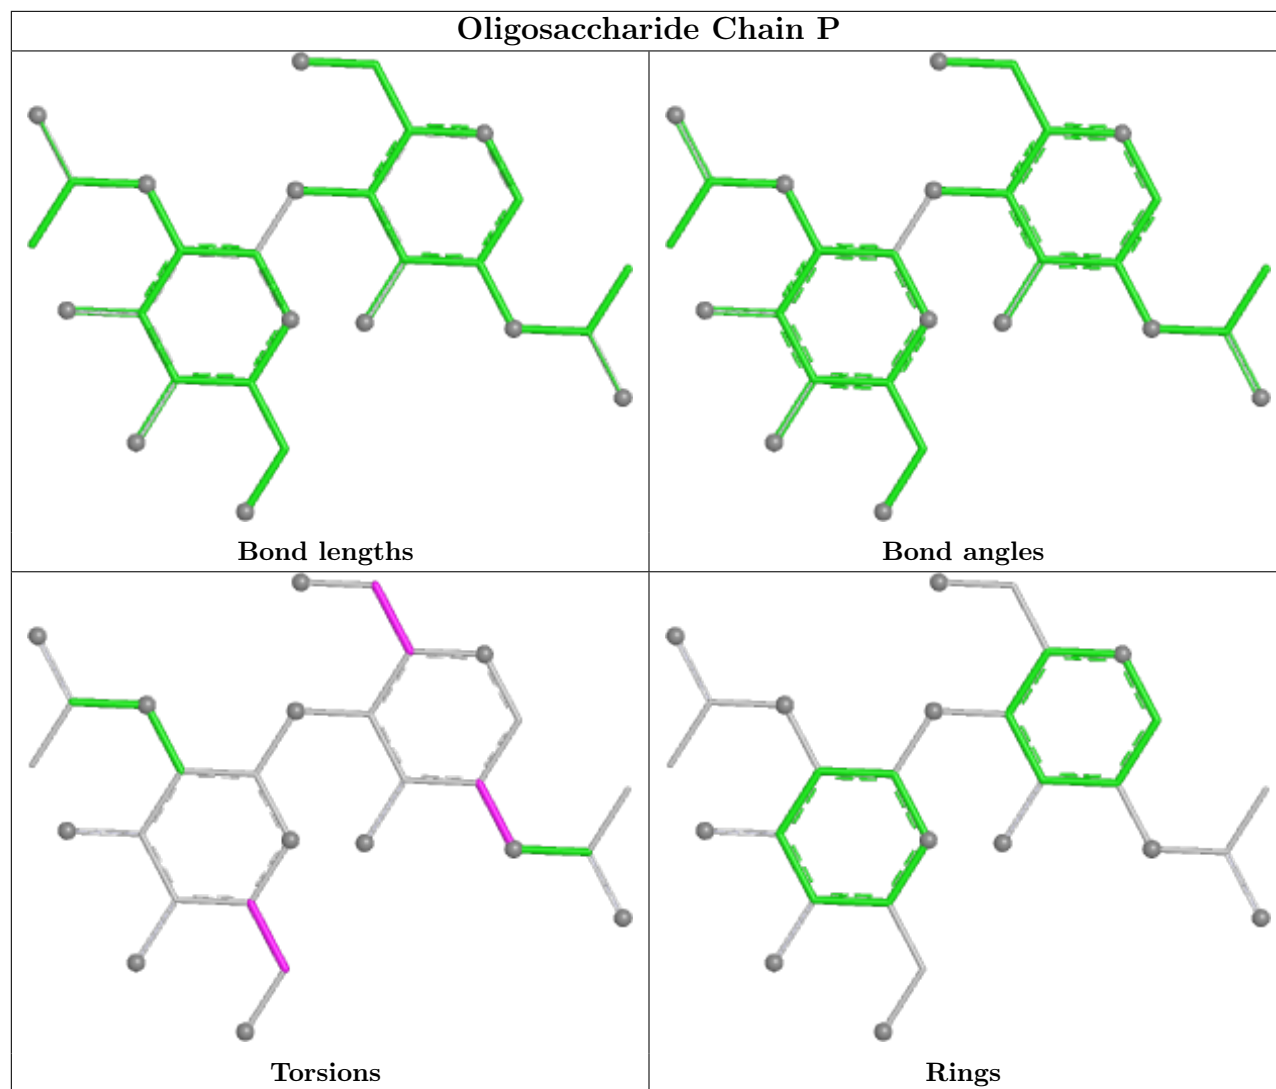 Oligosaccharide Chain P
Bond lengths
Bond angles
Torsions
Rings